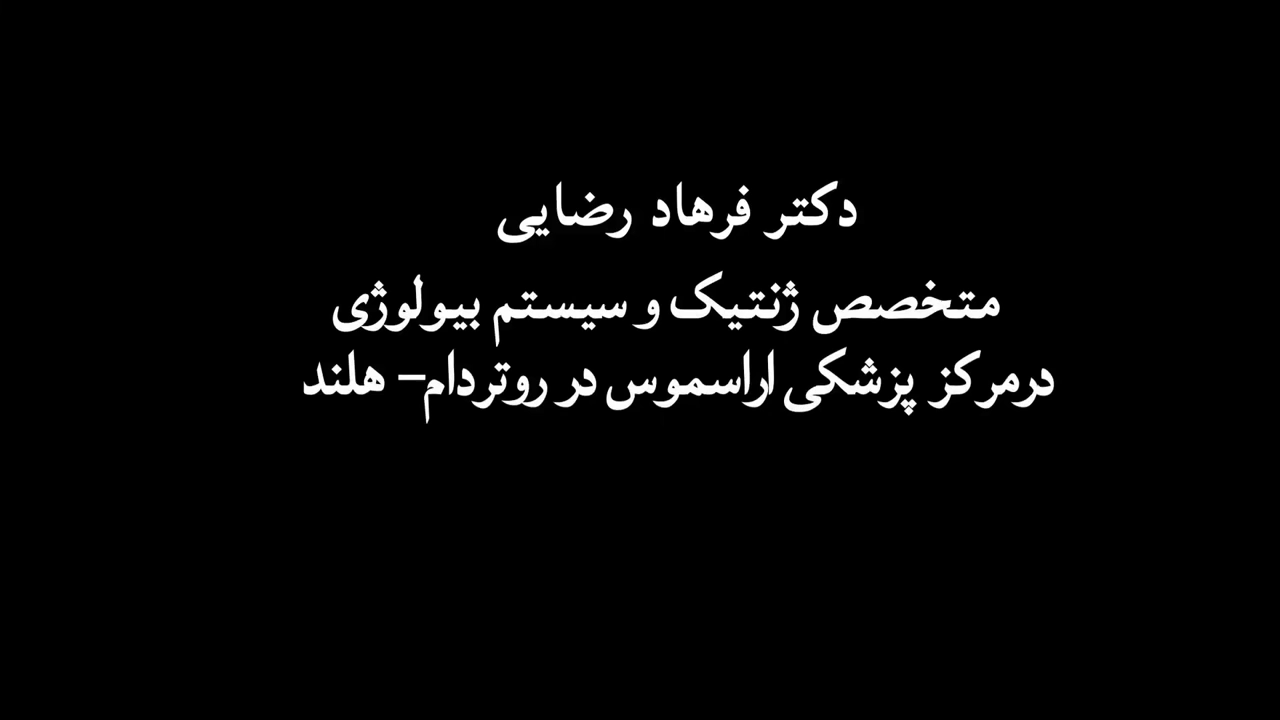 دکتر فرهاد رضایی
متخصص ژنتیک و سیستم بیولوژی
درمرکز پزشکی اراسموس در روتردام- هلند